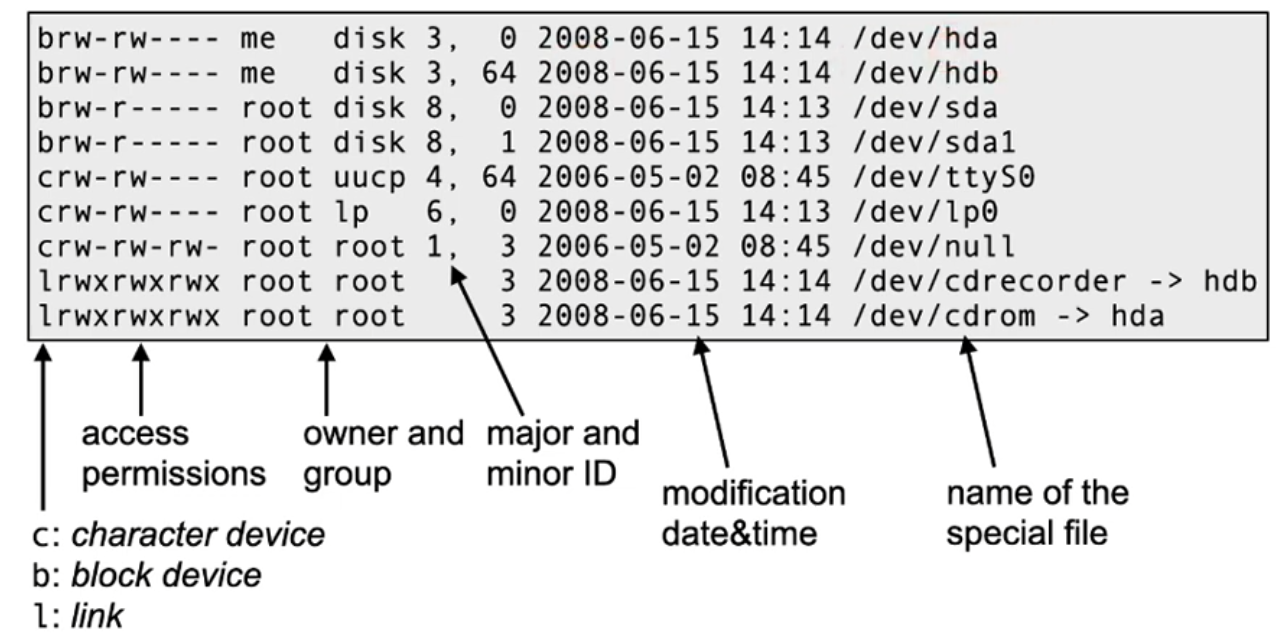 brw-rw---- me   disk 3,  0 2008-06-15 14:14 /dev/hda
brw-rw---- me   disk 3, 64 2008-06-15 14:14 /dev/hdb
brw-r----- root disk 8,  0 2008-06-15 14:13 /dev/sda
brw-r----- root disk 8,  1 2008-06-15 14:13 /dev/sda1
crw-rw---- root uucp 4, 64 2006-05-02 08:45 /dev/ttyS0
crw-rw---- root lp   6,  0 2008-06-15 14:13 /dev/lp0
crw-rw-rw- root root 1,  3 2006-05-02 08:45 /dev/null
lrwxrwxrwx root root     3 2008-06-15 14:14 /dev/cdrecorder -> hdb
lrwxrwxrwx root root     3 2008-06-15 14:14 /dev/cdrom -> hda
access
permissions
owner and
group
major and
minor ID
modification
date&time
name of the
special file
c: character device
b: block device
l: link